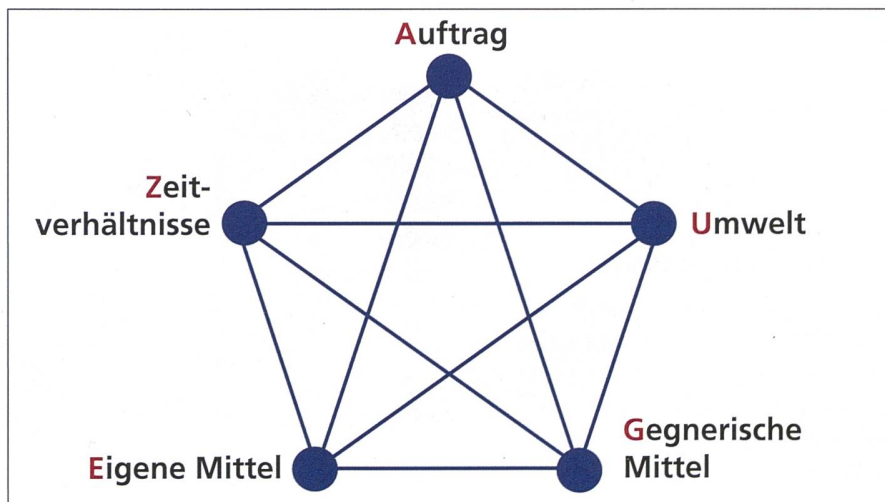 Auftrag
Zeit-
verhältnisse
Umwelt
Eigene Mittel
Gegnerische
Mittel